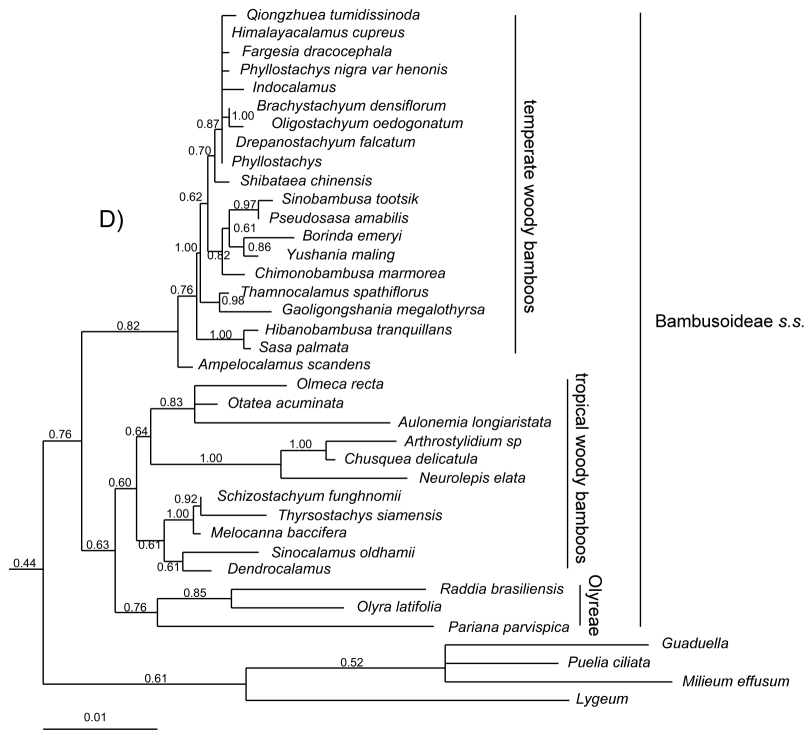 Qiongzhuea tumidissinoda
Himalayacalamus cupreus
Fargesia dracocephala
Phyllostachys nigra var henonis
Indocalamus
Brachystachyum densiflorum
1.00
0.87
Oligostachyum oedogonatum
Drepanostachyum falcatum
0.70
Phyllostachys
Shibataea chinensis
temperate woody bamboos
0.62
Sinobambusa tootsik
0.97
D)
Pseudosasa amabilis
0.61
Borinda emeryi
1.00
0.86
0.82
Yushania maling
Chimonobambusa marmorea
0.76
Thamnocalamus spathiflorus
0.98
Gaoligongshania megalothyrsa
Bambusoideae s.s.
0.82
Hibanobambusa tranquillans
1.00
Sasa palmata
Ampelocalamus scandens
Olmeca recta
0.83
Otatea acuminata
Aulonemia longiaristata
tropical woody bamboos
0.76
0.64
Arthrostylidium sp
1.00
Chusquea delicatula
1.00
Neurolepis elata
0.60
Schizostachyum funghnomii
0.92
Thyrsostachys siamensis
1.00
Melocanna baccifera
0.63
0.61
Sinocalamus oldhamii
0.61
Dendrocalamus
0.44
Raddia brasiliensis
0.85
Olyra latifolia
0.76
Pariana parvispica
Olyreae
Guaduella
0.52
Puelia ciliata
0.61
Milieum effusum
Lygeum
0.01